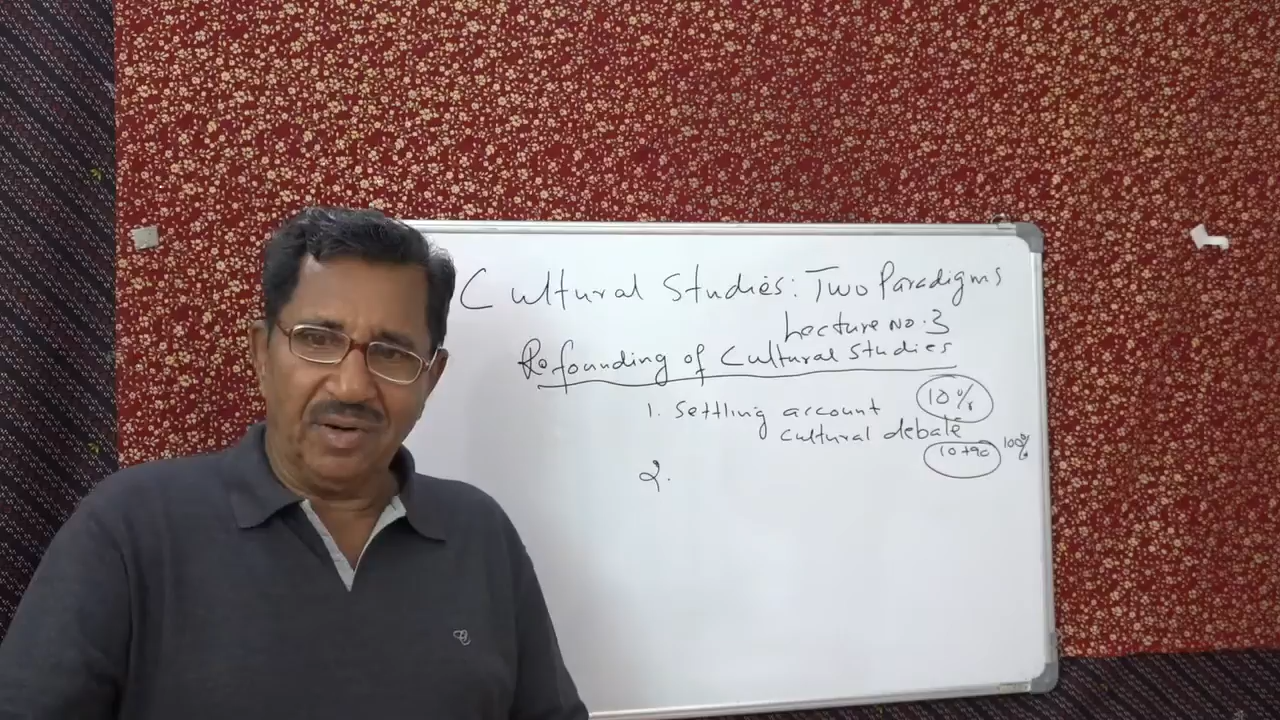 Cultural Studies: Two Paradigms
Lecture No. 3
Refounding of Cultural Studies
1. Settling account 10%
cultural debate
10+90 100%
2.